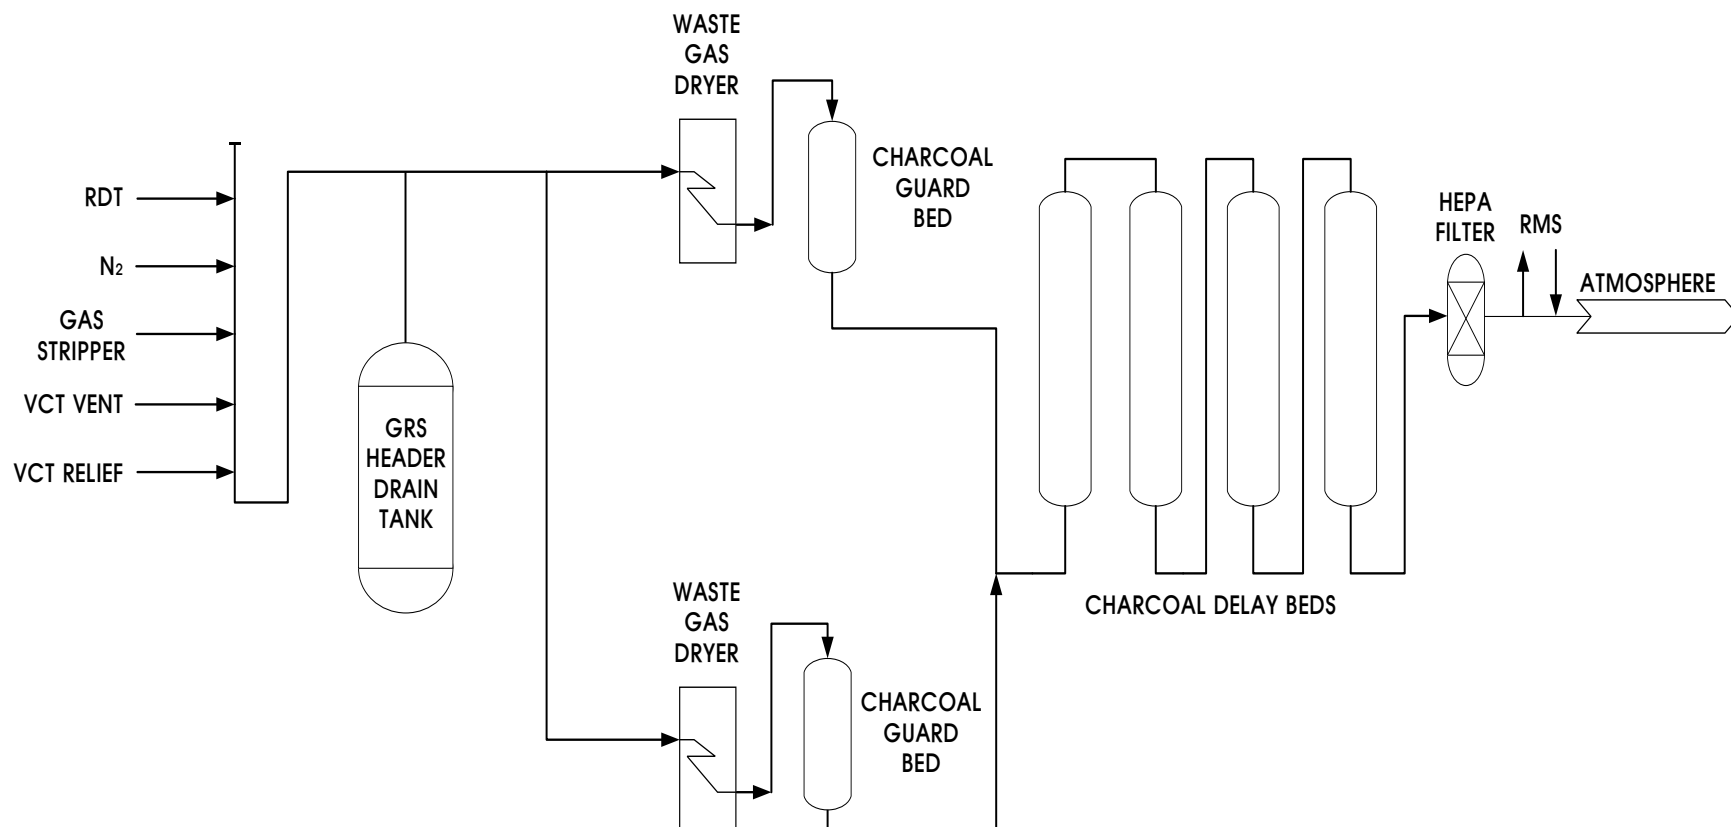 WASTE
GAS
DRYER
CHARCOAL
GUARD
BED
RDT
N₂
GAS
STRIPPER
VCT VENT
VCT RELIEF
GRS
HEADER
DRAIN
TANK
HEPA
FILTER
RMS
ATMOSPHERE
CHARCOAL DELAY BEDS
WASTE
GAS
DRYER
CHARCOAL
GUARD
BED